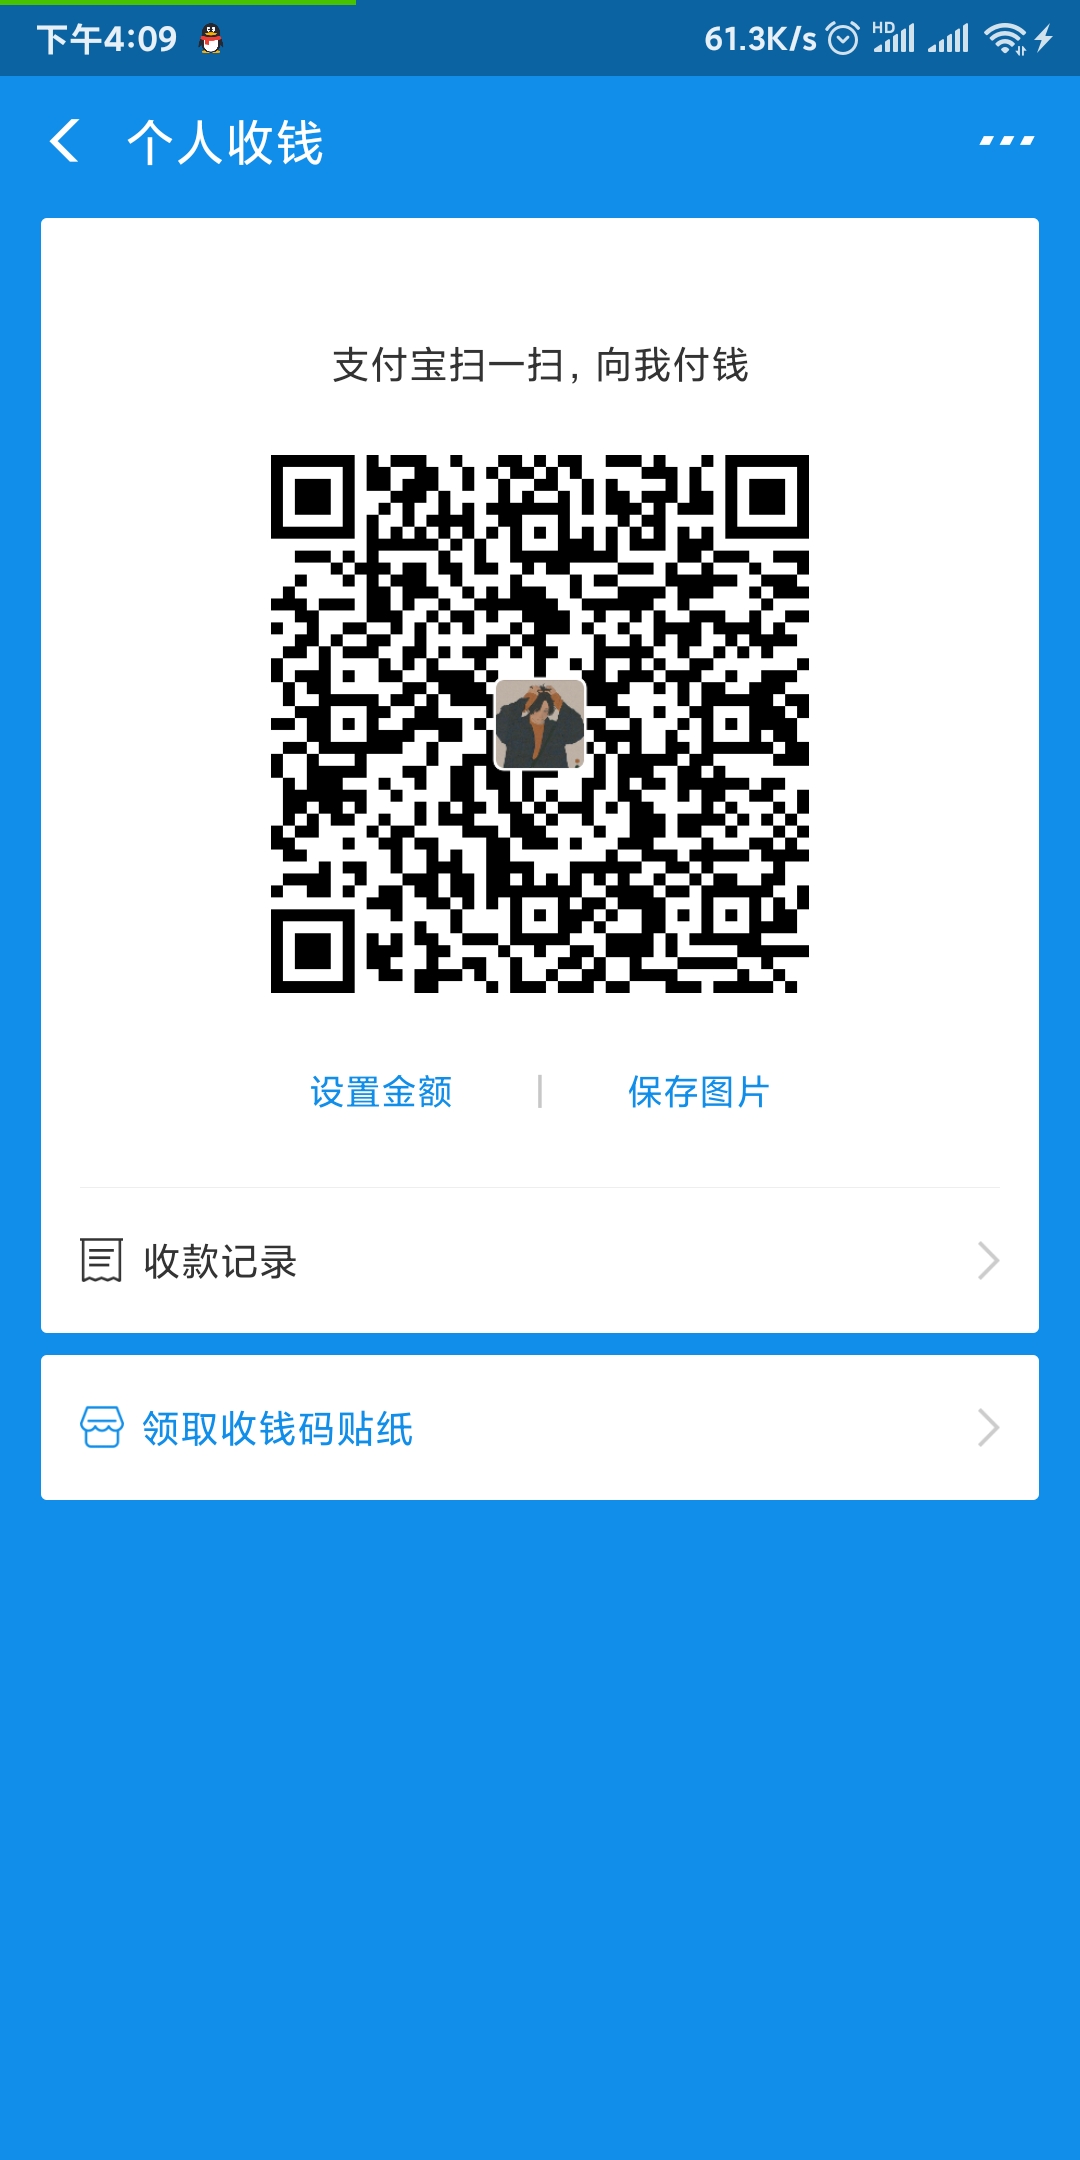 下午4:09
61.3K/s
HD
个人收钱
支付宝扫一扫, 向我付钱
设置金额 | 保存图片
收款记录
领取收钱码贴纸